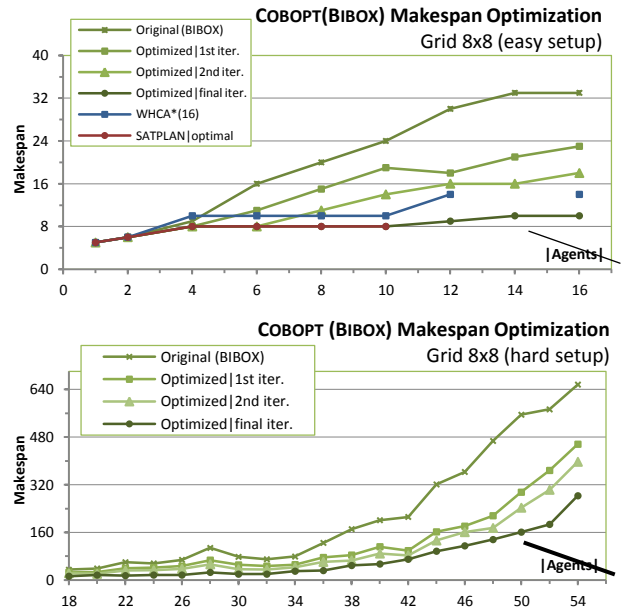 COBOPT(BIBOX) Makespan Optimization
Grid 8x8 (easy setup)
Original (BIBOX)
Optimized|1st iter.
Optimized|2nd iter.
Optimized|final iter.
WHCA*(16)
SATPLAN|optimal
Makespan
40
32
24
16
8
0
|Agents|
0 2 4 6 8 10 12 14 16
COBOPT (BIBOX) Makespan Optimization
Grid 8x8 (hard setup)
Original (BIBOX)
Optimized|1st iter.
Optimized|2nd iter.
Optimized|final iter.
Makespan
640
480
320
160
0
|Agents|
18 22 26 30 34 38 42 46 50 54